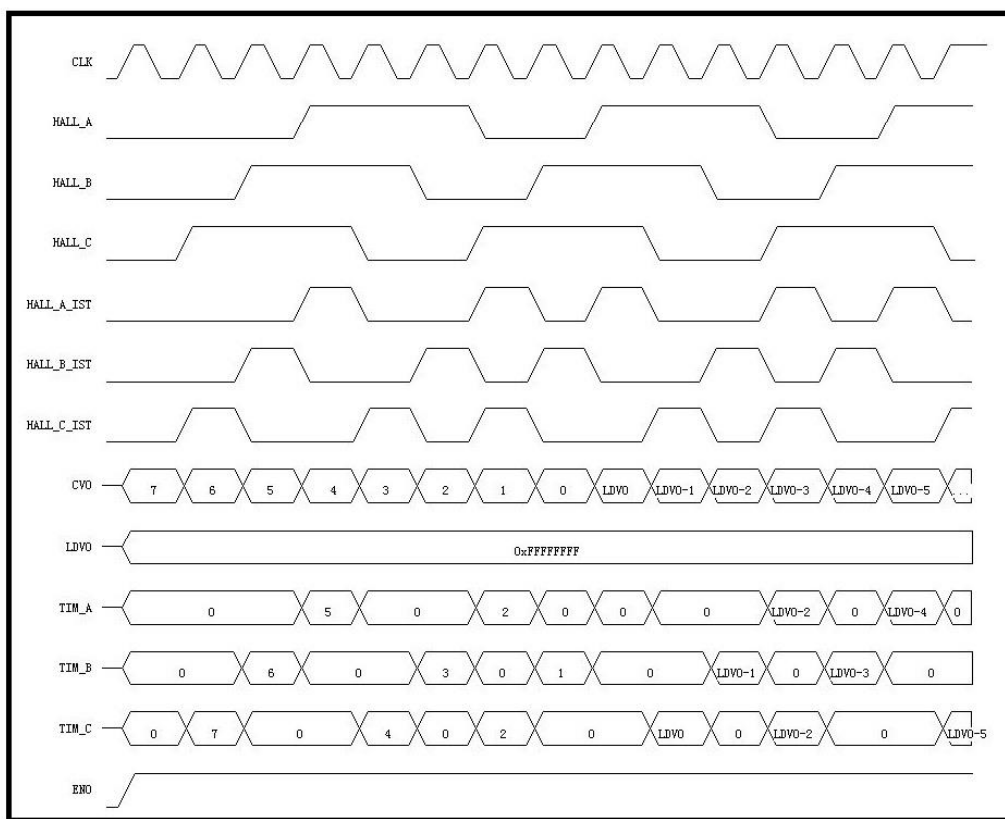 CLK
HALL_A
HALL_B
HALL_C
HALL_A_IST
HALL_B_IST
HALL_C_IST
CVO 7 6 5 4 3 2 1 0 LDVO LDVO-1 LDVO-2 LDVO-3 LDVO-4 LDVO-5 ...
LDVO 0xFFFFFFFF
TIM_A 0 5 0 2 0 0 0 LDVO-2 0 LDVO-4 0
TIM_B 0 6 0 3 0 1 0 LDVO-1 0 LDVO-3 0
TIM_C 0 7 0 4 0 2 0 LDVO 0 LDVO-2 0 LDVO-5
ENO